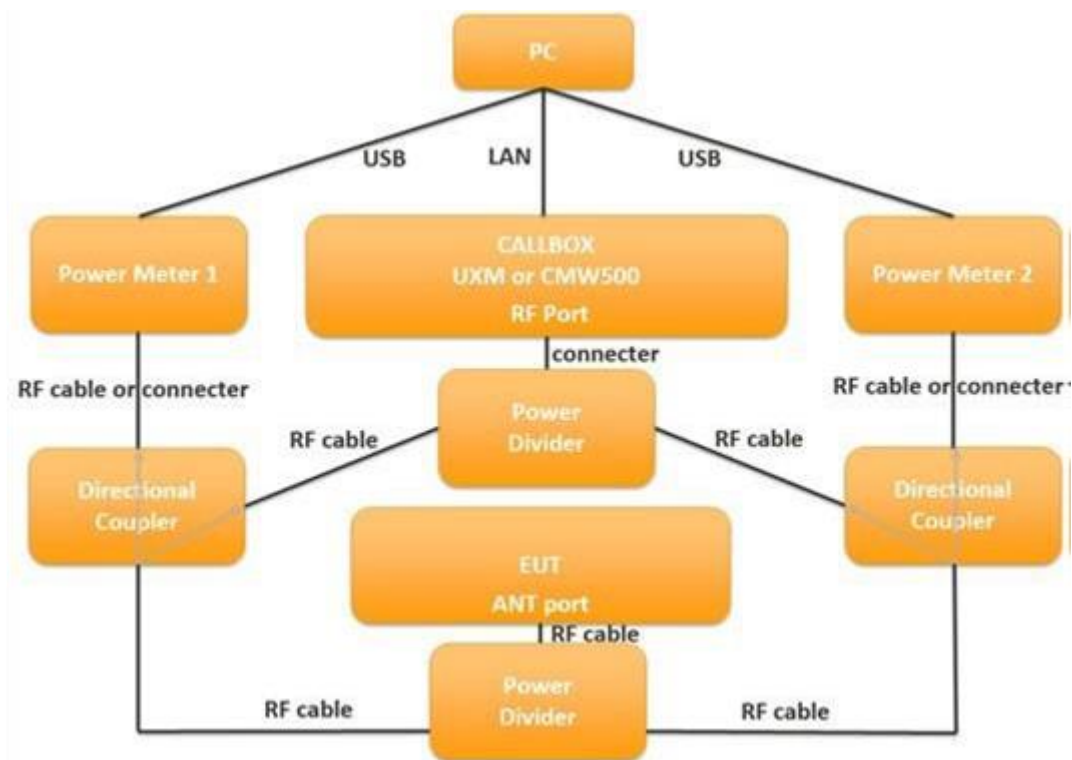 PC
USB
LAN
USB
Power Meter 1
CALLBOX
UXM or CMW500
RF Port
Power Meter 2
connecter
RF cable or connecter
RF cable or connecter
Power
Divider
RF cable
RF cable
Directional
Coupler
Directional
Coupler
EUT
ANT port
RF cable
Power
Divider
RF cable
RF cable